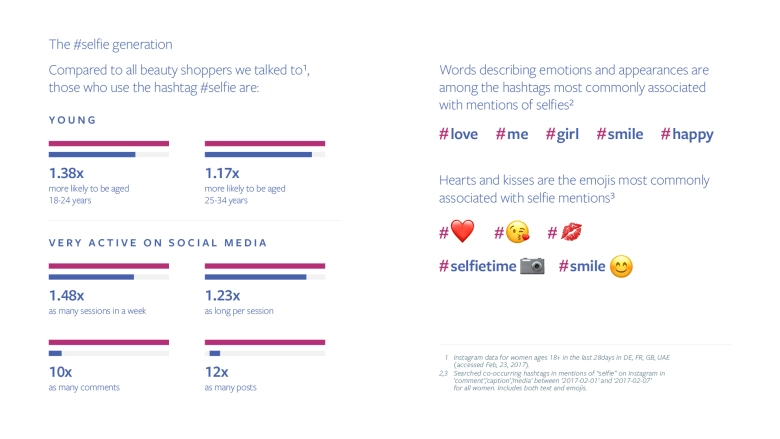 The #selfie generation
Compared to all beauty shoppers we talked to¹,
those who use the hashtag #selfie are:
YOUNG
1.38x
more likely to be aged
18-24 years
1.17x
more likely to be aged
25-34 years
VERY ACTIVE ON SOCIAL MEDIA
1.48x
as many sessions in a week
1.23x
as long per session
10x
as many comments
12x
as many posts
Words describing emotions and appearances are
among the hashtags most commonly associated
with mentions of selfies²
#love #me #girl #smile #happy
Hearts and kisses are the emojis most commonly
associated with selfie mentions³
#❤️ #😘 #💋
#selfietime 📷 #smile 😊
1 Instagram data for women ages 18+ in the last 28days in DE, FR, GB, UAE
(accessed Feb, 23, 2017).
2,3 Searched co-occurring hashtags in mentions of "selfie" on Instagram in
'comment','caption','media' between '2017-02-01' and '2017-02-07'
for all women. Includes both text and emojis.